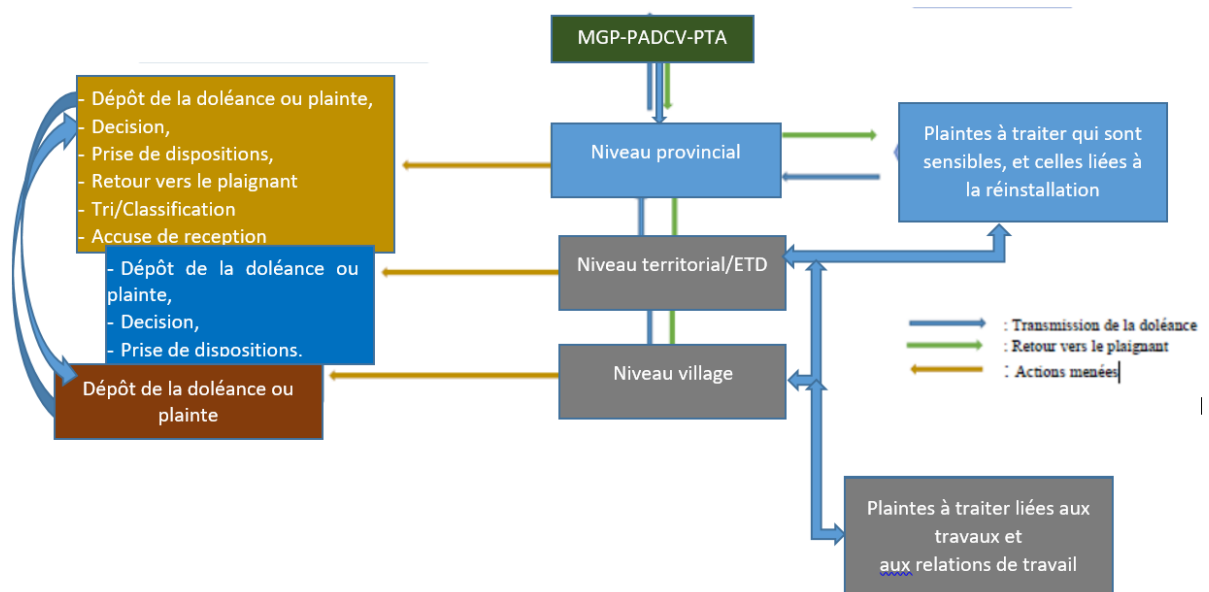 MGP-PADCV-PTA
- Dépôt de la doléance ou plainte,
- Decision,
- Prise de dispositions,
- Retour vers le plaignant
- Tri/Classification
- Accuse de reception
Niveau provincial
Plaintes à traiter qui sont
sensibles, et celles liées à
la réinstallation
- Dépôt de la doléance ou
plainte,
- Decision,
- Prise de dispositions.
Niveau territorial/ETD
: Transmission de la doléance
: Retour vers le plaignant
: Actions menées
Dépôt de la doléance ou
plainte
Niveau village
Plaintes à traiter liées aux
travaux et
aux relations de travail